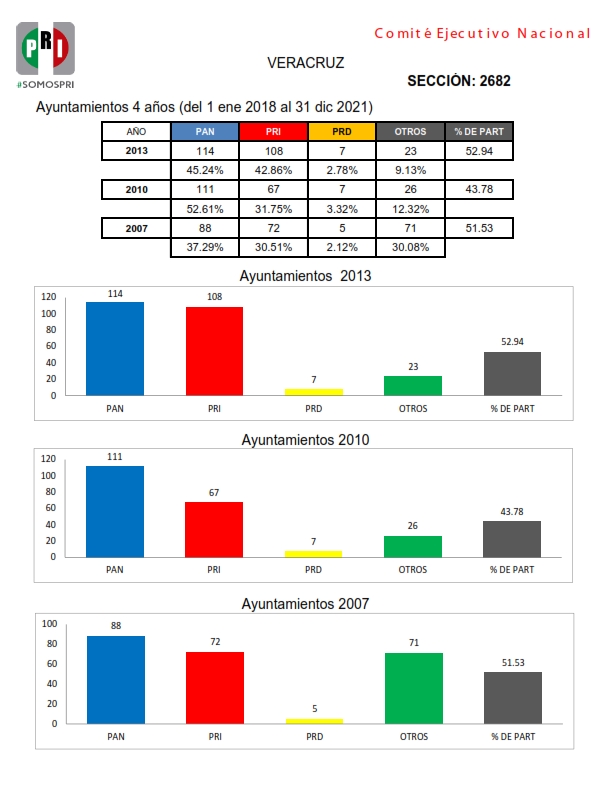 Comité Ejecutivo Nacional
PRI
#SOMOSPRI
VERACRUZ
SECCIÓN: 2682
Ayuntamientos 4 años (del 1 ene 2018 al 31 dic 2021)
AÑO PAN PRI PRD OTROS % DE PART
2013 114 108 7 23 52.94
45.24% 42.86% 2.78% 9.13%
2010 111 67 7 26 43.78
52.61% 31.75% 3.32% 12.32%
2007 88 72 5 71 51.53
37.29% 30.51% 2.12% 30.08%
Ayuntamientos 2013
120
100
80
60
40
20
0
114 108 7 23 52.94
PAN PRI PRD OTROS % DE PART
Ayuntamientos 2010
120
100
80
60
40
20
0
111 67 7 26 43.78
PAN PRI PRD OTROS % DE PART
Ayuntamientos 2007
100
80
60
40
20
0
88 72 5 71 51.53
PAN PRI PRD OTROS % DE PART